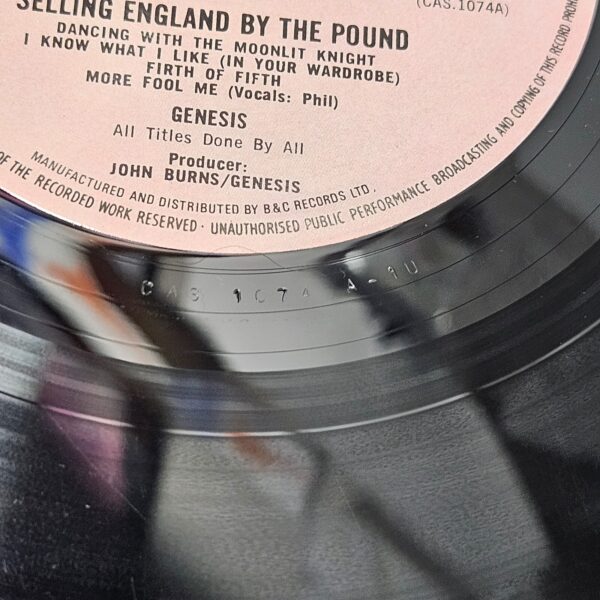 (CAS.1074A)
SELLING ENGLAND BY THE POUND
DANCING WITH THE MOONLIT KNIGHT
I KNOW WHAT I LIKE (IN YOUR WARDROBE)
FIRTH OF FIFTH
MORE FOOL ME (Vocals: Phil)
GENESIS
All Titles Done By All
Producer:
JOHN BURNS/GENESIS
MANUFACTURED AND DISTRIBUTED BY B&C RECORDS LTD.
OF THE RECORDED WORK RESERVED · UNAUTHORISED PUBLIC PERFORMANCE BROADCASTING AND COPYING OF THIS RECORD
CAS 1074 A-1U